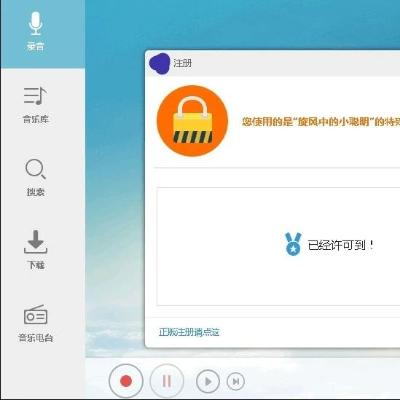 录音
音乐库
搜索
下载
音乐电台
注册
您使用的是“旋风中的小聪明”的特
已经许可到！
正版注册请点这